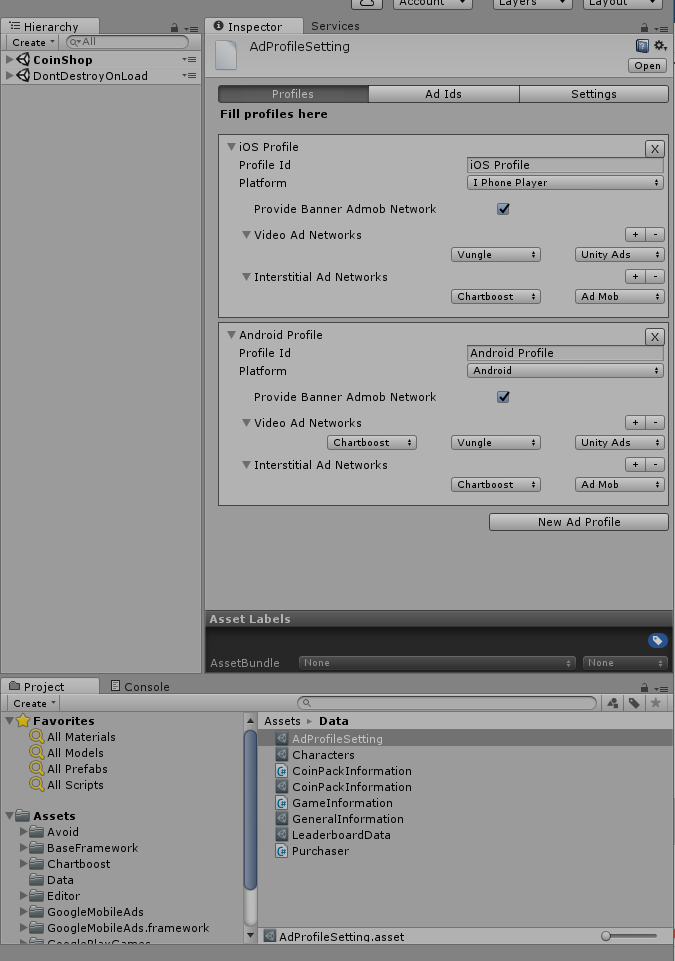 Account Layers Layout
Hierarchy
Create All
CoinShop
DontDestroyOnLoad
Inspector Services
AdProfileSetting
Open
Profiles Ad Ids Settings
Fill profiles here
iOS Profile X
Profile Id iOS Profile
Platform I Phone Player
Provide Banner Admob Network
Video Ad Networks + -
Vungle Unity Ads
Interstitial Ad Networks + -
Chartboost Ad Mob
Android Profile X
Profile Id Android Profile
Platform Android
Provide Banner Admob Network
Video Ad Networks + -
Chartboost Vungle Unity Ads
Interstitial Ad Networks + -
Chartboost Ad Mob
New Ad Profile
Asset Labels
AssetBundle None None
Project Console
Create
Favorites
All Materials
All Models
All Prefabs
All Scripts
Assets
Avoid
BaseFramework
Chartboost
Data
Editor
GoogleMobileAds
GoogleMobileAds.framework
GooglePlayGames
Assets ▸ Data
AdProfileSetting
Characters
CoinPackInformation
CoinPackInformation
GameInformation
GeneralInformation
LeaderboardData
Purchaser
AdProfileSetting.asset